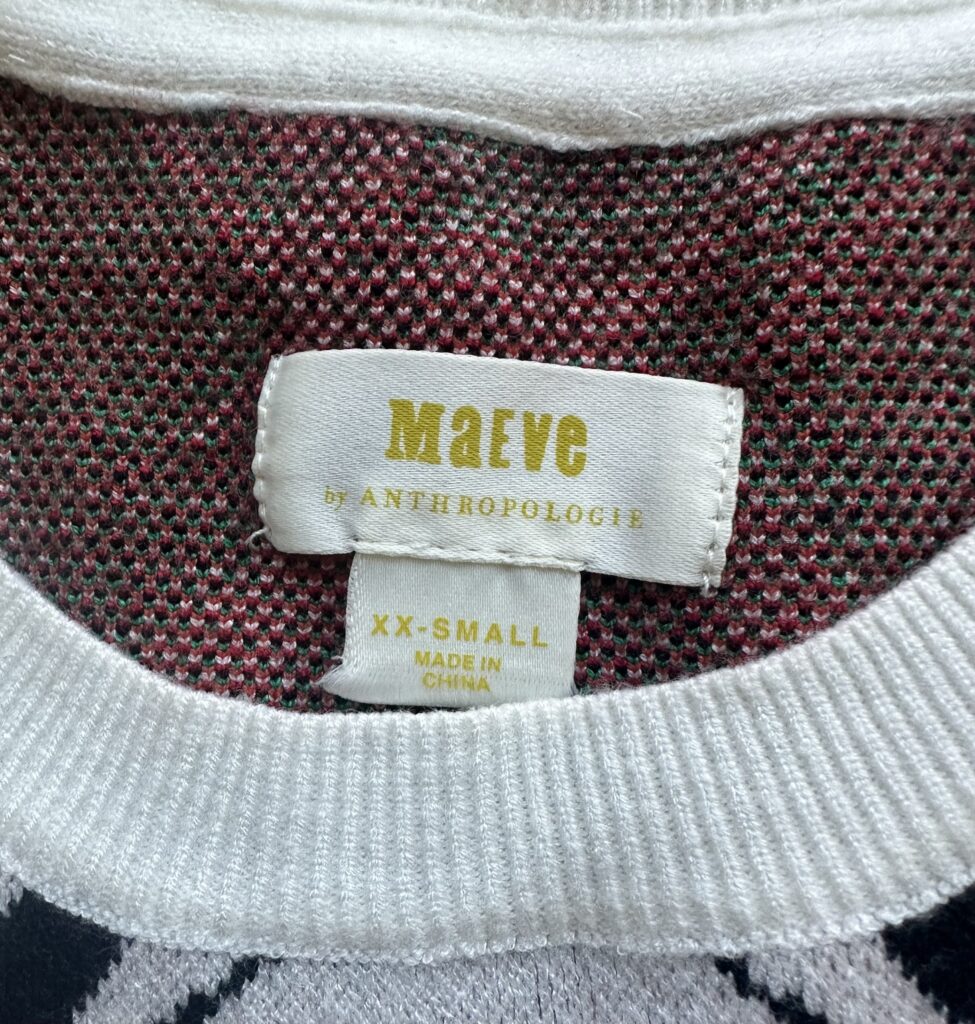 MaEVe
by ANTHROPOLOGIE
XX-SMALL
MADE IN
CHINA